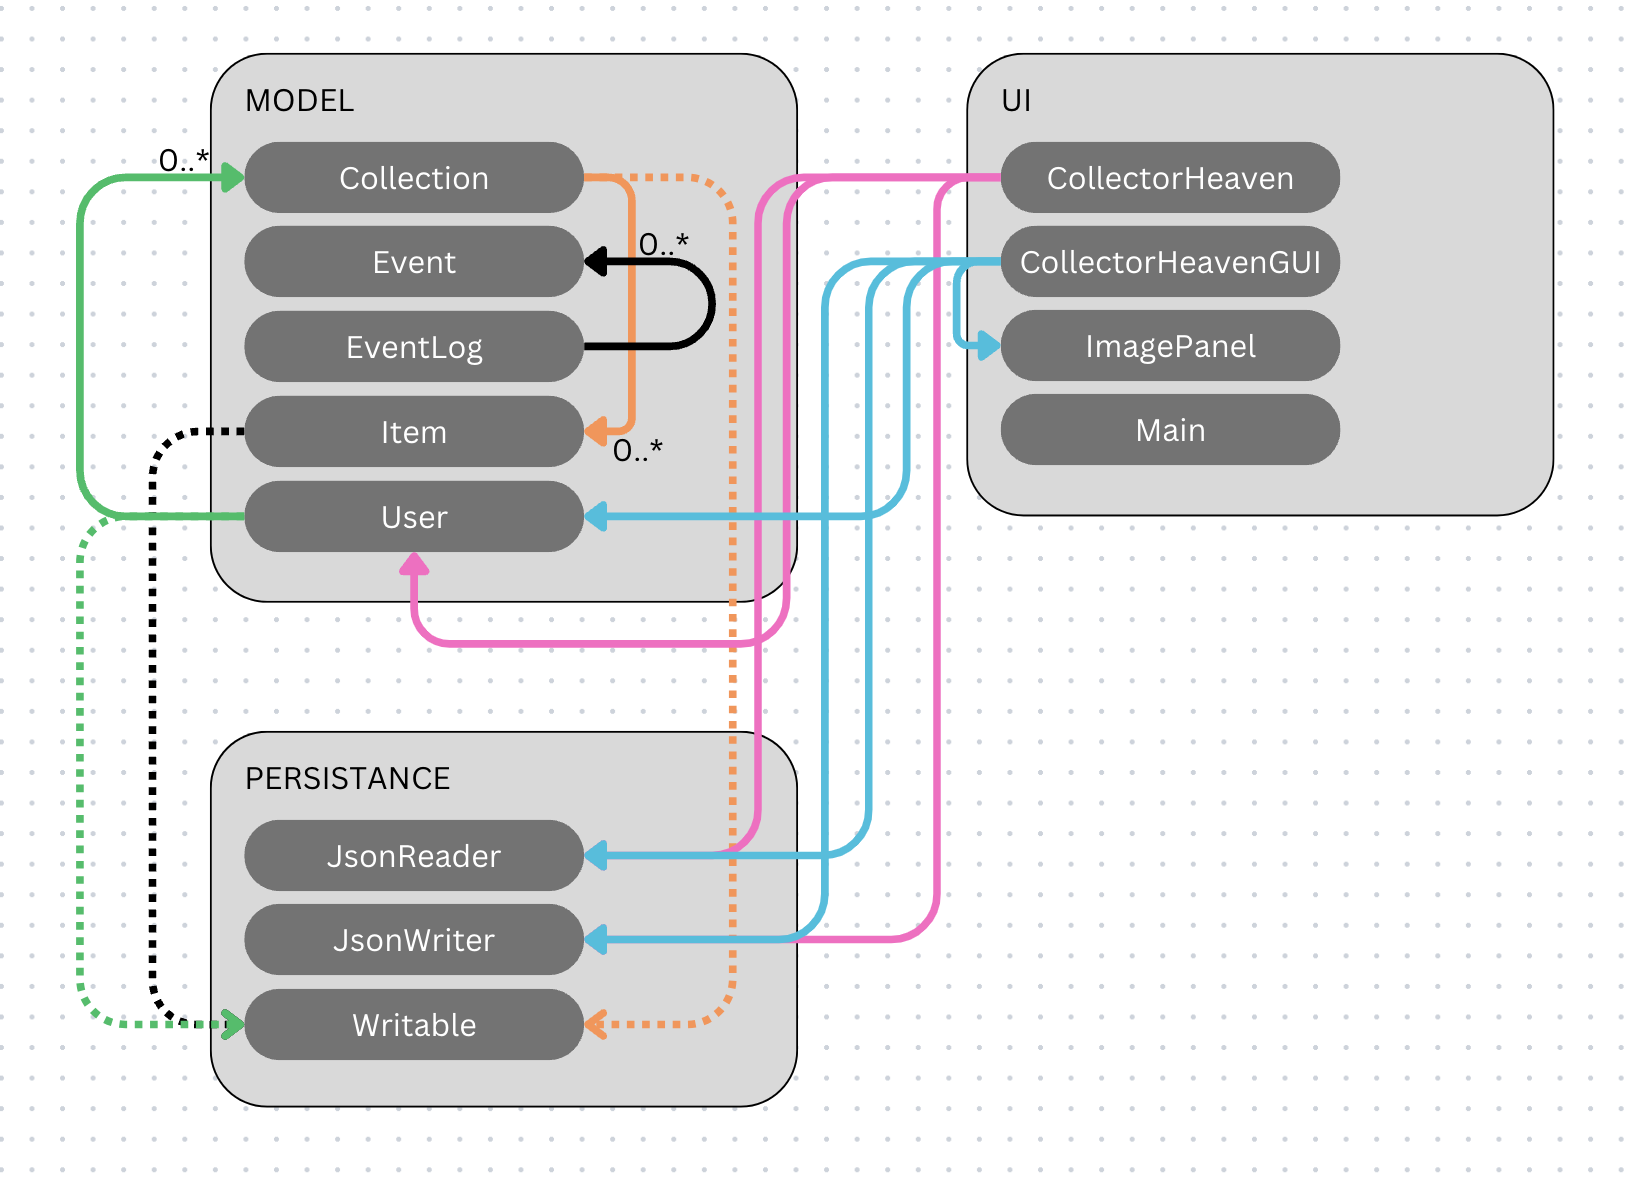 MODEL
Collection
Event
EventLog
Item
User
0..*
0..*
0..*
UI
CollectorHeaven
CollectorHeavenGUI
ImagePanel
Main
PERSISTANCE
JsonReader
JsonWriter
Writable